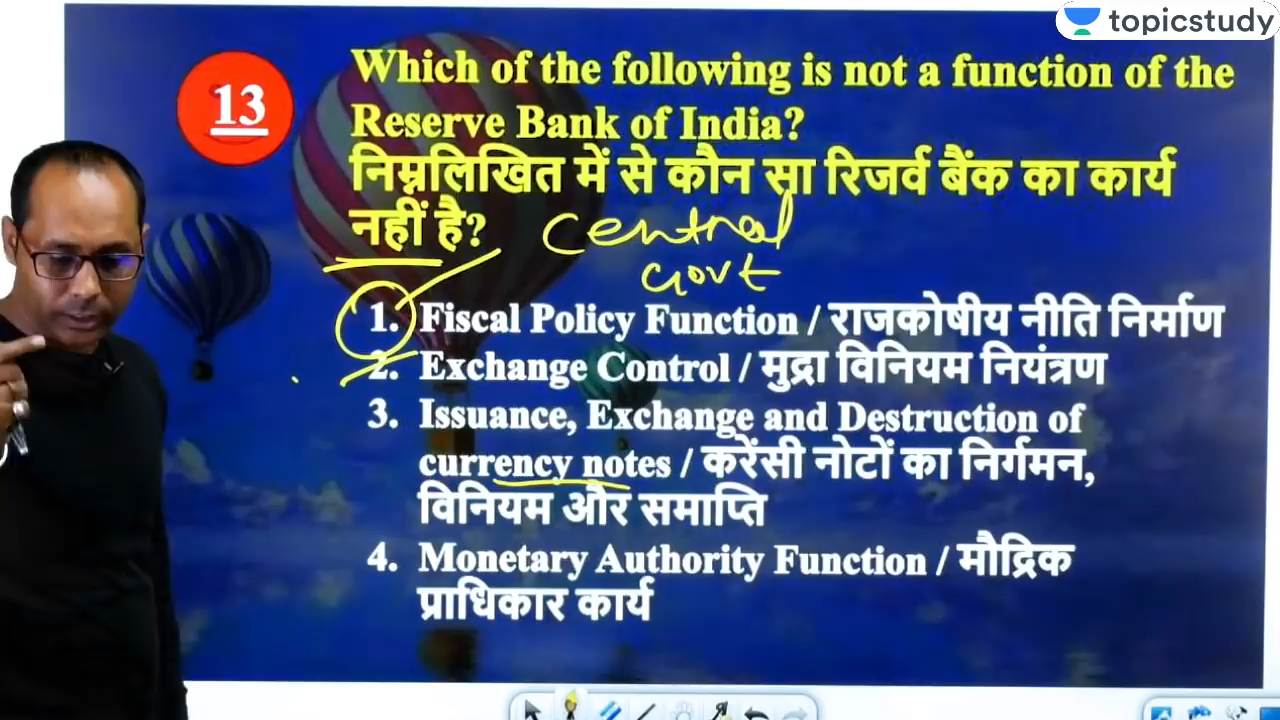 topicstudy
13
Which of the following is not a function of the
Reserve Bank of India?
निम्नलिखित में से कौन सा रिजर्व बैंक का कार्य
नहीं है?
Central
Govt
1. Fiscal Policy Function / राजकोषीय नीति निर्माण
2. Exchange Control / मुद्रा विनियम नियंत्रण
3. Issuance, Exchange and Destruction of
currency notes / करेंसी नोटों का निर्गमन,
विनियम और समाप्ति
4. Monetary Authority Function / मौद्रिक
प्राधिकार कार्य